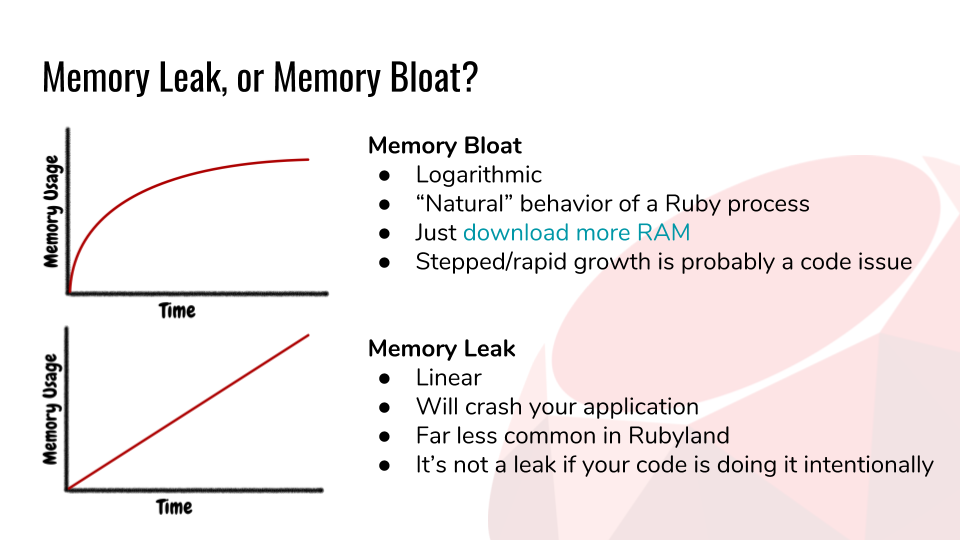 Memory Leak, or Memory Bloat?
Memory Usage
Time
Memory Bloat
● Logarithmic
● “Natural” behavior of a Ruby process
● Just download more RAM
● Stepped/rapid growth is probably a code issue
Memory Usage
Time
Memory Leak
● Linear
● Will crash your application
● Far less common in Rubyland
● It’s not a leak if your code is doing it intentionally